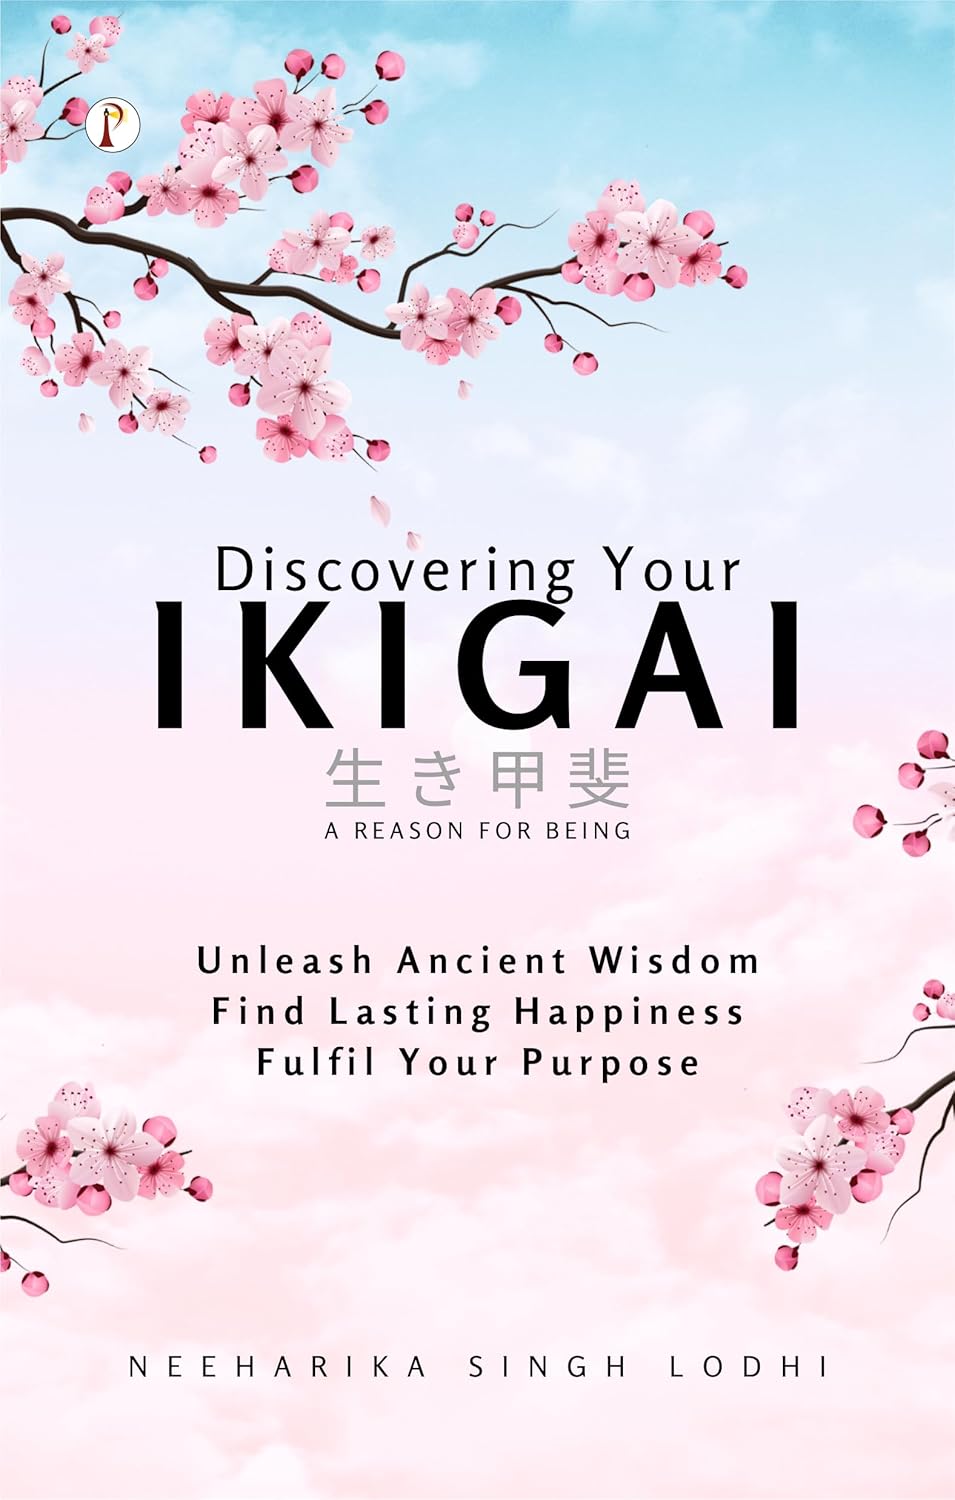 P
Discovering Your
IKIGAI
生き甲斐
A REASON FOR BEING
Unleash Ancient Wisdom
Find Lasting Happiness
Fulfil Your Purpose
NEEHARIKA SINGH LODHI